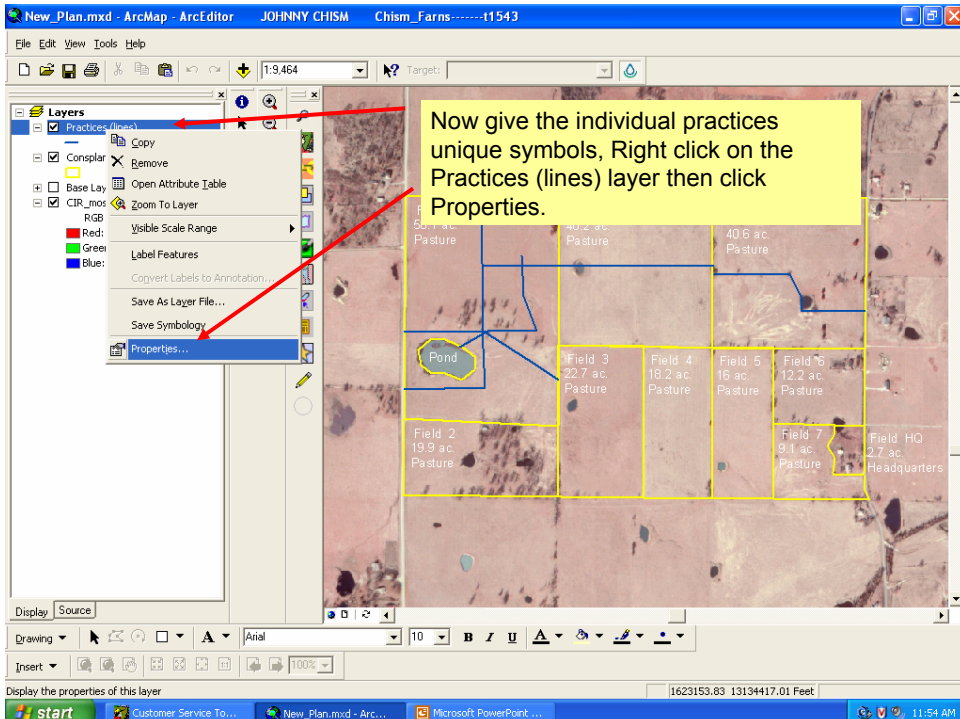 New_Plan.mxd - ArcMap - ArcEditor JOHNNY CHISM Chism_Farns-------t1543
File Edit View Tools Help
1:9,464 Target:
Layers
Practices (lines)
Consplan
Base Lay
CIR_mos
RGB
Red:
Green
Blue:
Copy
Remove
Open Attribute Table
Zoom To Layer
Visible Scale Range
Label Features
Convert Labels to Annotation...
Save As Layer File...
Save Symbology
Properties...
Now give the individual practices
unique symbols, Right click on the
Practices (lines) layer then click
Properties.
Pasture
40.2 ac.
Pasture
40.6 ac.
Pasture
Pond
Field 3
22.7 ac.
Pasture
Field 4
18.2 ac.
Pasture
Field 5
16 ac.
Pasture
Field 6
12.2 ac.
Pasture
Field 2
19.9 ac.
Pasture
Field 7
9.1 ac.
Pasture
Field HQ
2.7 ac.
Headquarters
Display Source
Drawing A Arial 10 B I U A
Insert 100%
Display the properties of this layer 1623153.83 13134417.01 Feet
start Customer Service To... New_Plan.mxd - Arc... Microsoft PowerPoint ... 11:54 AM